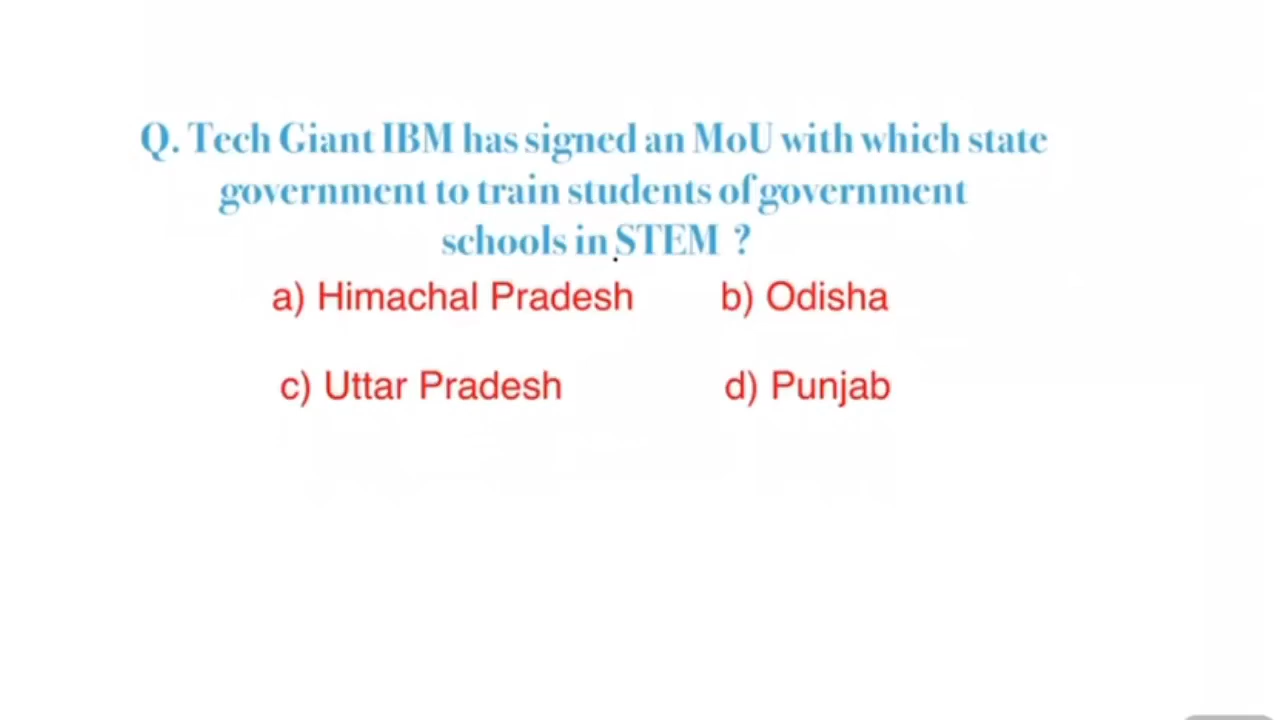 Q. Tech Giant IBM has signed an MoU with which state
government to train students of government
schools in STEM ?
a) Himachal Pradesh b) Odisha
c) Uttar Pradesh d) Punjab